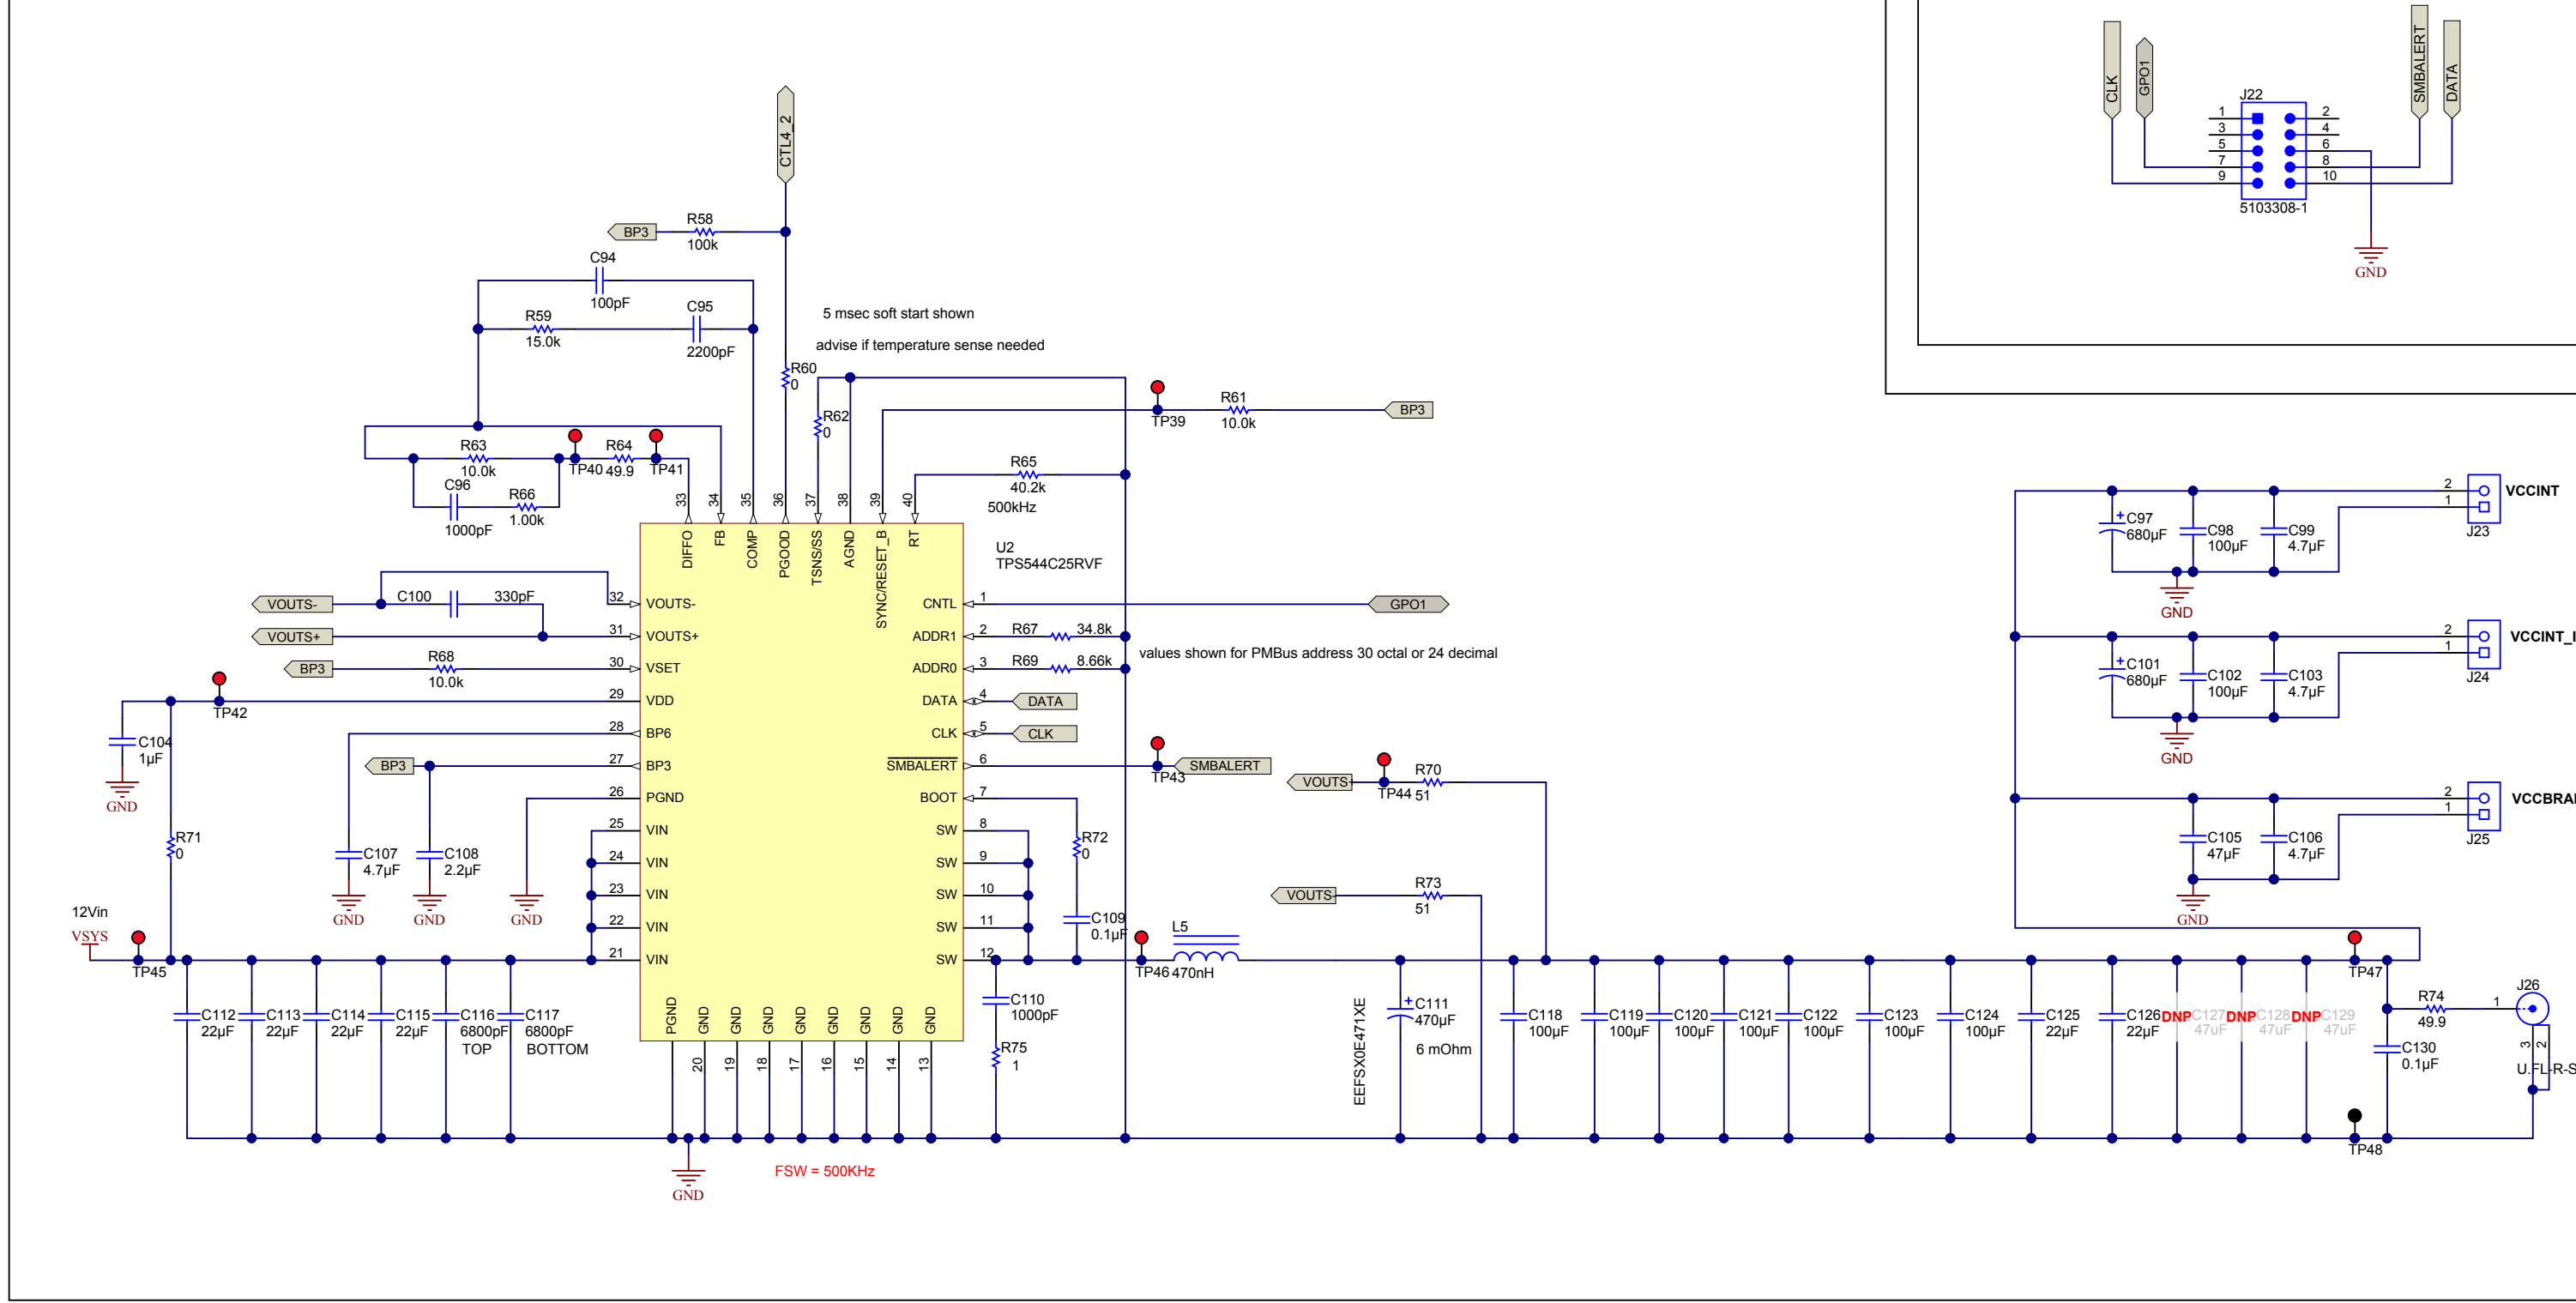 CLK
GPO1
SMBALERT
DATA
J22
1 2
3 4
5 6
7 8
9 10
5103308-1
GND
CTL4_2
BP3
R58
100k
C94
100pF
R59
15.0k
C95
2200pF
5 msec soft start shown
advise if temperature sense needed
R60
0
R62
0
TP39
R61
10.0k
BP3
R63
10.0k
TP40
R64
49.9
TP41
C96
1000pF
R66
1.00k
R65
40.2k
500kHz
33 34 35 36 37 38 39 40
DIFFO
FB
COMP
PGOOD
TSNS/SS
AGND
SYNC/RESET_B
RT
U2
TPS544C25RVF
VOUTS-
C100
330pF
32 VOUTS-
VOUTS+
31 VOUTS+
BP3
R68
10.0k
30 VSET
TP42
29 VDD
28 BP6
BP3
27 BP3
26 PGND
25 VIN
24 VIN
23 VIN
22 VIN
21 VIN
CNTL 1
GPO1
ADDR1 2
R67 34.8k
ADDR0 3
R69 8.66k
values shown for PMBus address 30 octal or 24 decimal
DATA 4
DATA
CLK 5
CLK
SMBALERT 6
TP43
SMBALERT
BOOT 7
SW 8
SW 9
SW 10
SW 11
SW 12
C104
1µF
GND
R71
0
C107
4.7µF
GND
C108
2.2µF
GND
GND
12Vin
VSYS
TP45
C112
22µF
C113
22µF
C114
22µF
C115
22µF
C116
6800pF
TOP
C117
6800pF
BOTTOM
PGND
GND
GND
GND
GND
GND
GND
GND
GND
20 19 18 17 16 15 14 13
GND
FSW = 500KHz
R72
0
C109
0.1µF
TP46
L5
470nH
C110
1000pF
R75
1
VOUTS
TP44
R70
51
VOUTS-
R73
51
EEFSX0E471XE
C111
470µF
6 mOhm
C118
100µF
C119
100µF
C120
100µF
C121
100µF
C122
100µF
C123
100µF
C124
100µF
C125
22µF
C126
22µF
DNP
C127
47uF
DNP
C128
47uF
DNP
C129
47uF
TP47
TP48
C130
0.1µF
R74
49.9
J26
1
3 2
U.FL-R-S
C97
680µF
C98
100µF
C99
4.7µF
GND
2
1
J23
VCCINT
C101
680µF
C102
100µF
C103
4.7µF
GND
2
1
J24
VCCINT_I
C105
47µF
C106
4.7µF
GND
2
1
J25
VCCBRA